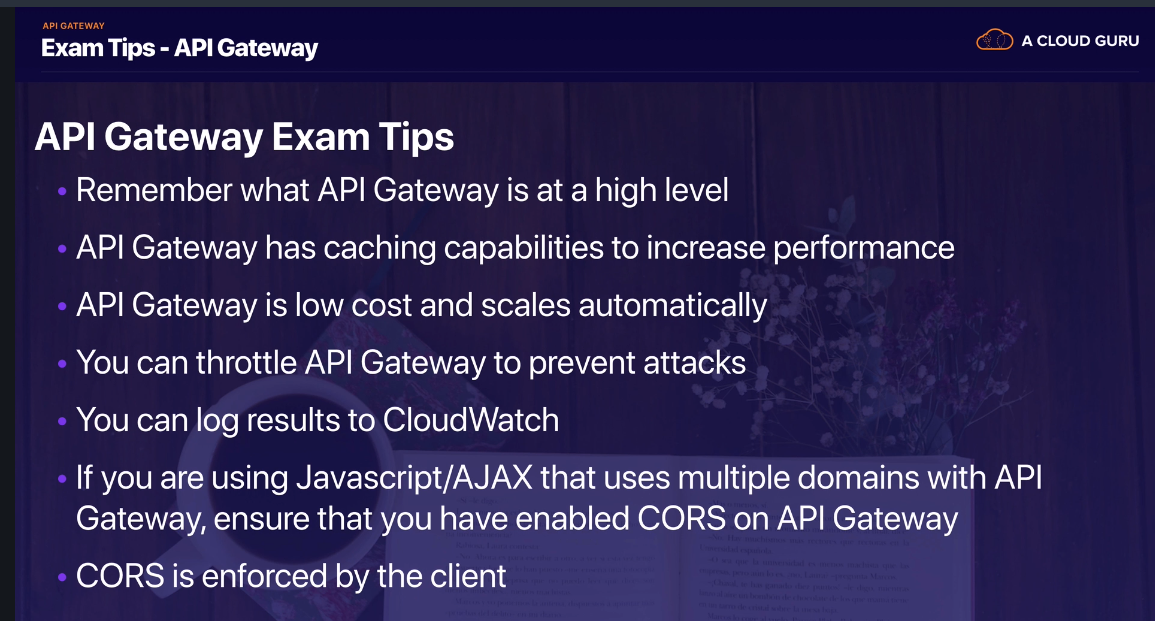 API GATEWAY
Exam Tips - API Gateway
A CLOUD GURU
API Gateway Exam Tips
• Remember what API Gateway is at a high level
• API Gateway has caching capabilities to increase performance
• API Gateway is low cost and scales automatically
• You can throttle API Gateway to prevent attacks
• You can log results to CloudWatch
• If you are using Javascript/AJAX that uses multiple domains with API
Gateway, ensure that you have enabled CORS on API Gateway
• CORS is enforced by the client